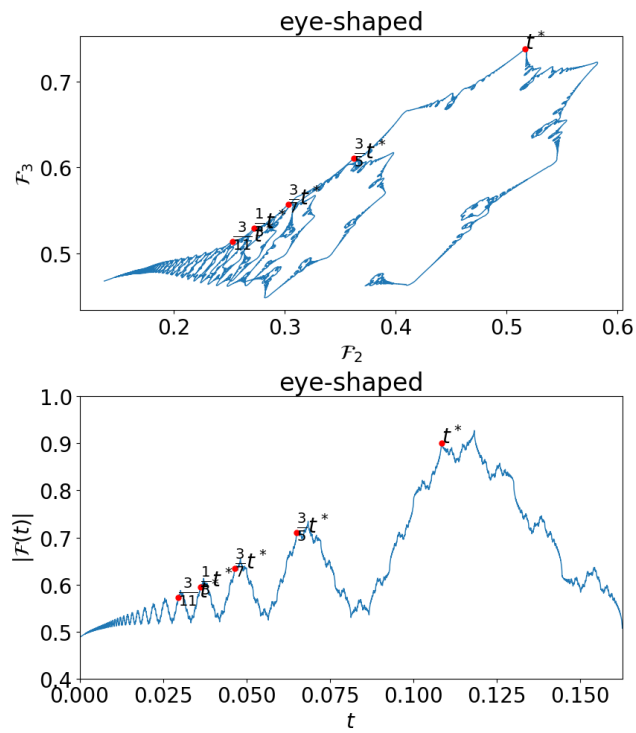 eye-shaped
0.7
0.6
0.5
ℱ₃
t*
3/5 t*
3/7 t*
1/3 t*
3/11 t*
0.2 0.3 0.4 0.5 0.6
ℱ₂
eye-shaped
1.0
0.9
0.8
0.7
0.6
0.5
0.4
|ℱ(t)|
t*
3/5 t*
3/7 t*
1/3 t*
3/11 t*
0.000 0.025 0.050 0.075 0.100 0.125 0.150
t